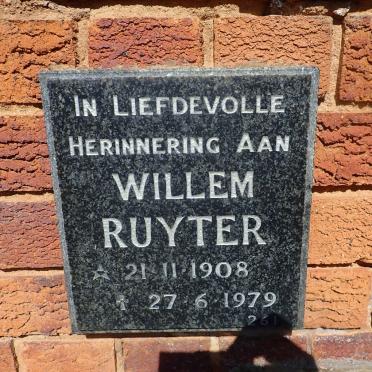 IN LIEFDEVOLLE
HERINNERING AAN
WILLEM
RUYTER
☆ 21·11·1908
✝ 27·6·1979